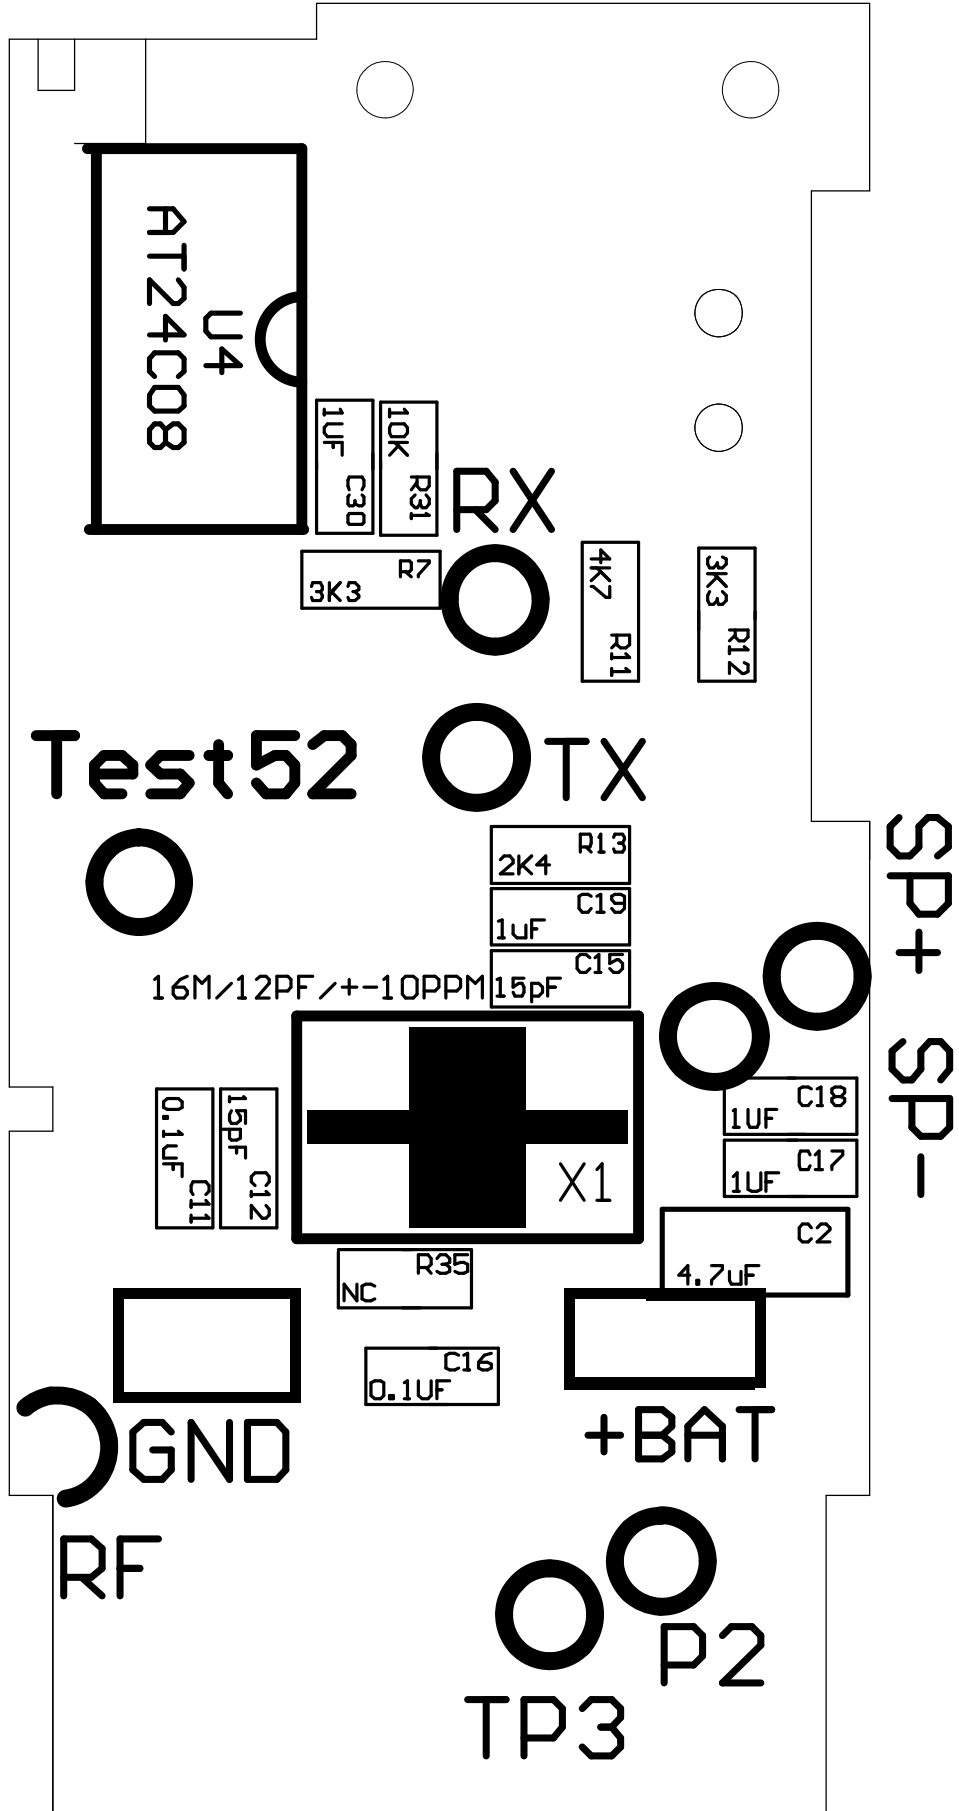 AT24C08
U4
1UF
C30
10K
R31
RX
R7
3K3
4K7
R11
3K3
R12
Test52
TX
R13
2K4
C19
1uF
C15
15pF
16M/12PF/+-10PPM
SP+
SP-
0.1uF
C11
15pF
C12
X1
C18
1UF
C17
1UF
C2
4.7uF
R35
NC
C16
0.1UF
GND
+BAT
RF
P2
TP3